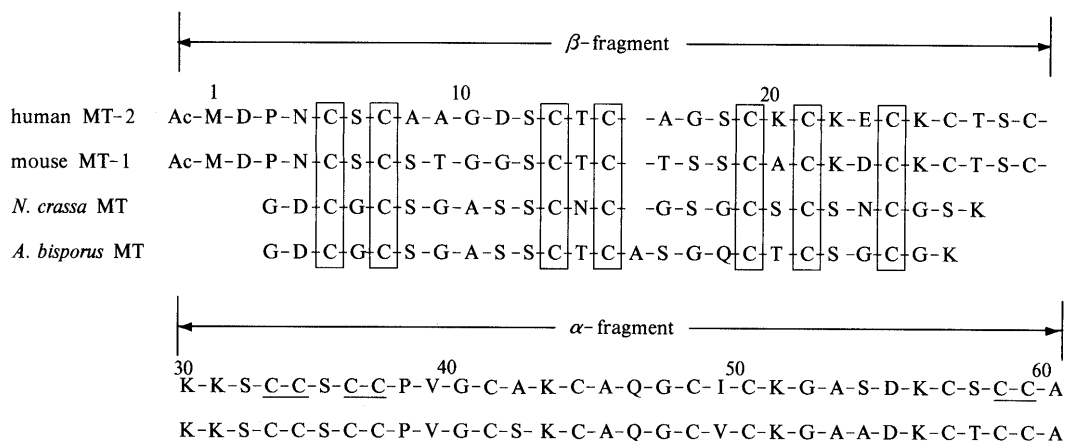 β-fragment
1 10 20
human MT-2 Ac-M-D-P-N-C-S-C-A-A-G-D-S-C-T-C- -A-G-S-C-K-C-K-E-C-K-C-T-S-C-
mouse MT-1 Ac-M-D-P-N-C-S-C-S-T-G-G-S-C-T-C- -T-S-S-C-A-C-K-D-C-K-C-T-S-C-
N. crassa MT G-D-C-G-C-S-G-A-S-S-C-N-C- -G-S-G-C-S-C-S-N-C-G-S-K
A. bisporus MT G-D-C-G-C-S-G-A-S-S-C-T-C-A-S-G-Q-C-T-C-S-G-C-G-K
α-fragment
30 40 50 60
K-K-S-C-C-S-C-C-P-V-G-C-A-K-C-A-Q-G-C-I-C-K-G-A-S-D-K-C-S-C-C-A
K-K-S-C-C-S-C-C-P-V-G-C-S-K-C-A-Q-G-C-V-C-K-G-A-A-D-K-C-T-C-C-A